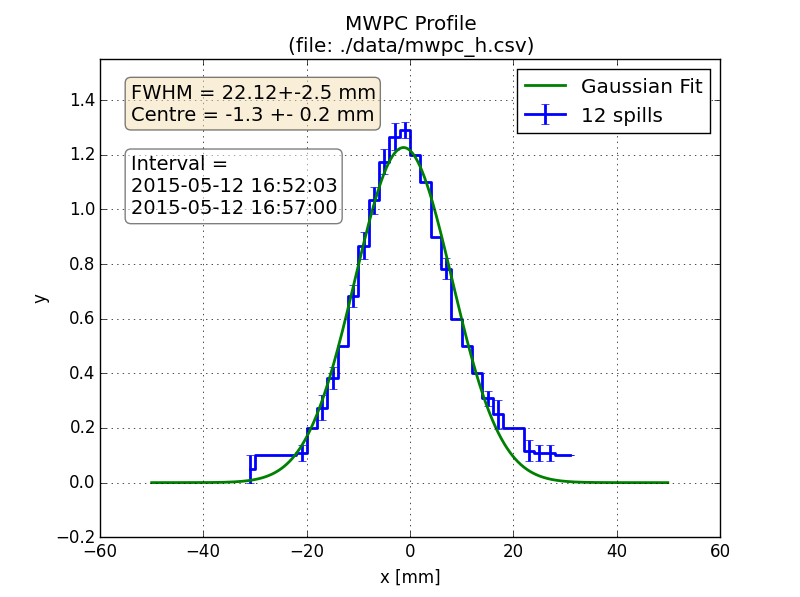 MWPC Profile
(file: ./data/mwpc_h.csv)
FWHM = 22.12+-2.5 mm
Centre = -1.3 +- 0.2 mm
Interval =
2015-05-12 16:52:03
2015-05-12 16:57:00
Gaussian Fit
12 spills
1.4
1.2
1.0
0.8
0.6
0.4
0.2
0.0
−0.2
y
−60 −40 −20 0 20 40 60
x [mm]